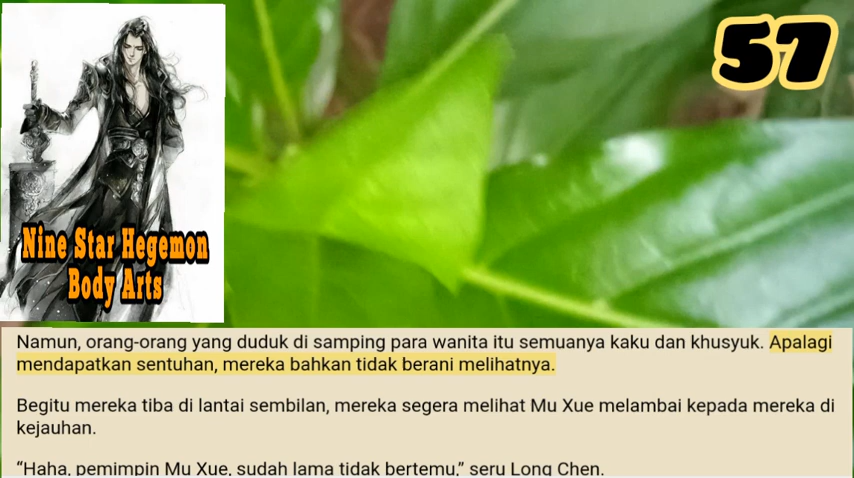 57
Nine Star Hegemon
Body Arts
Namun, orang-orang yang duduk di samping para wanita itu semuanya kaku dan khusyuk. Apalagi
mendapatkan sentuhan, mereka bahkan tidak berani melihatnya.
Begitu mereka tiba di lantai sembilan, mereka segera melihat Mu Xue melambai kepada mereka di
kejauhan.
“Haha, pemimpin Mu Xue, sudah lama tidak bertemu,” seru Long Chen.